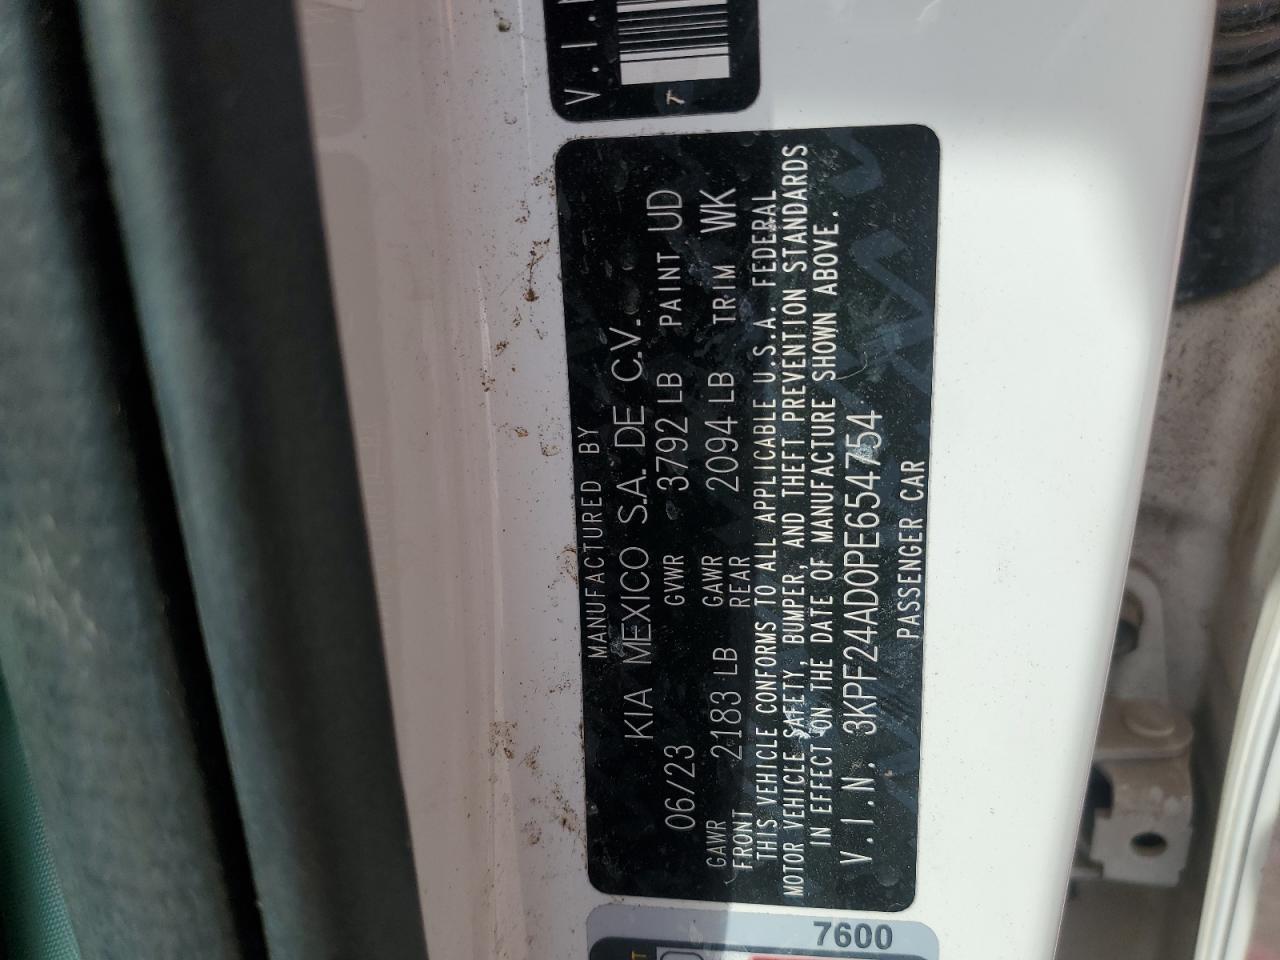 MANUFACTURED BY
KIA MEXICO S.A. DE C.V.
06/23 GVWR 3792 LB PAINT UD
GAWR FRONT 2183 LB GAWR REAR 2094 LB TRIM WK
THIS VEHICLE CONFORMS TO ALL APPLICABLE U.S.A. FEDERAL
MOTOR VEHICLE SAFETY, BUMPER, AND THEFT PREVENTION STANDARDS
IN EFFECT ON THE DATE OF MANUFACTURE SHOWN ABOVE.
V.I.N. 3KPF24AD0PE654754
PASSENGER CAR
7600